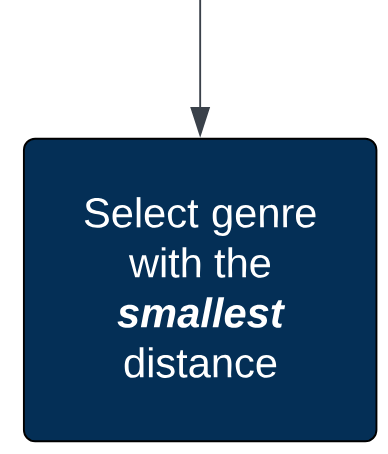 Select genre
with the
smallest
distance